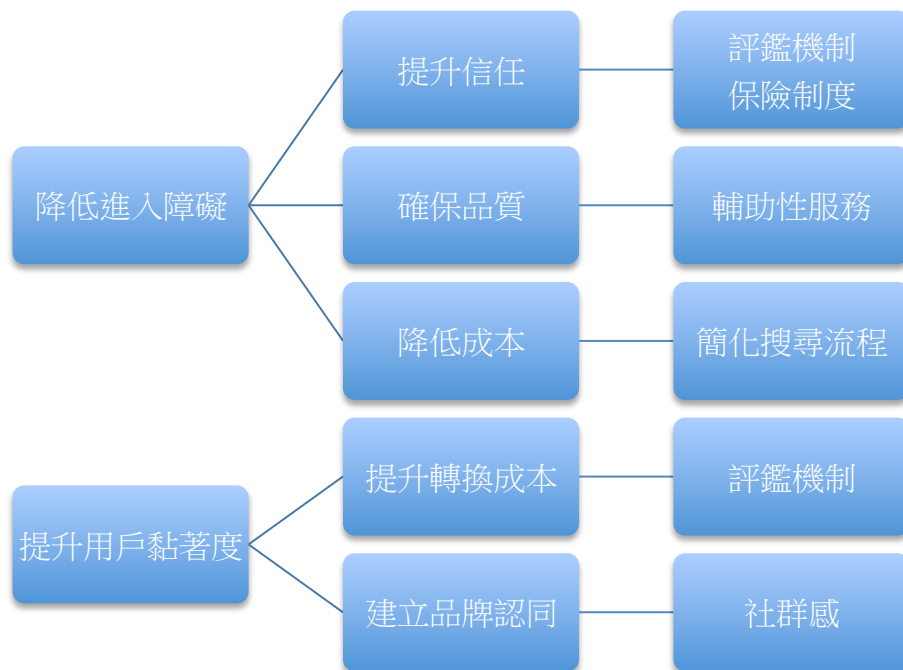 提升信任
評鑑機制
保險制度
降低進入障礙
確保品質
輔助性服務
降低成本
簡化搜尋流程
提升轉換成本
評鑑機制
提升用戶黏著度
建立品牌認同
社群感